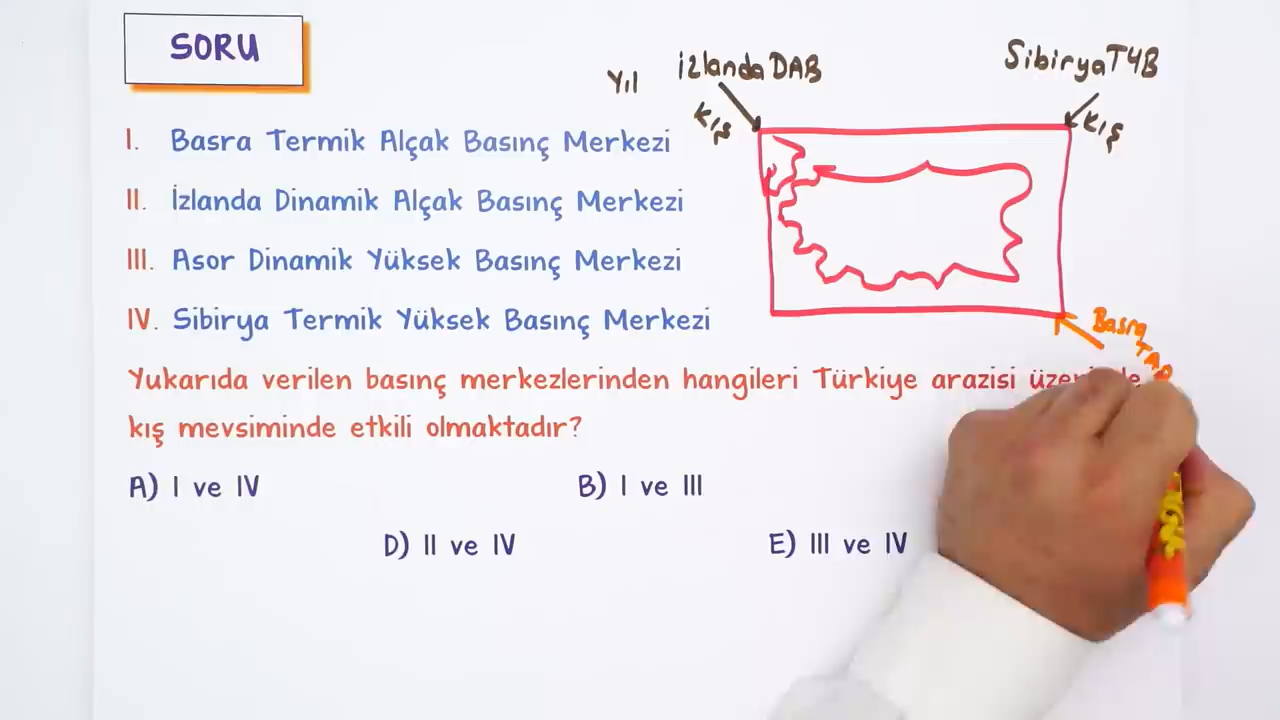 SORU
Yıl
İzlanda DAB
Sibirya TYB
Kış
Kış
I. Basra Termik Alçak Basınç Merkezi
II. İzlanda Dinamik Alçak Basınç Merkezi
III. Asor Dinamik Yüksek Basınç Merkezi
IV. Sibirya Termik Yüksek Basınç Merkezi
Basra
TA
Yukarıda verilen basınç merkezlerinden hangileri Türkiye arazisi
kış mevsiminde etkili olmaktadır?
A) I ve IV
B) I ve III
D) II ve IV
E) III ve IV